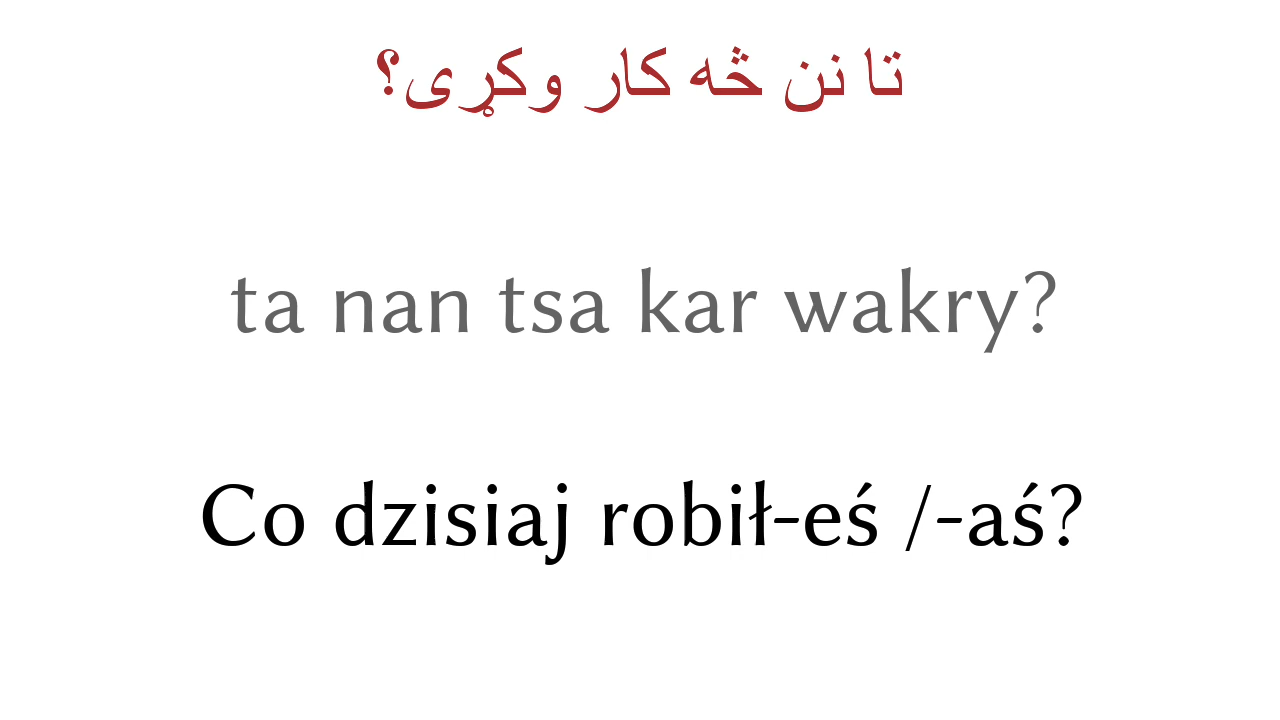 تا نن څه کار وکړی؟
ta nan tsa kar wakry?
Co dzisiaj robił-eś /-aś?